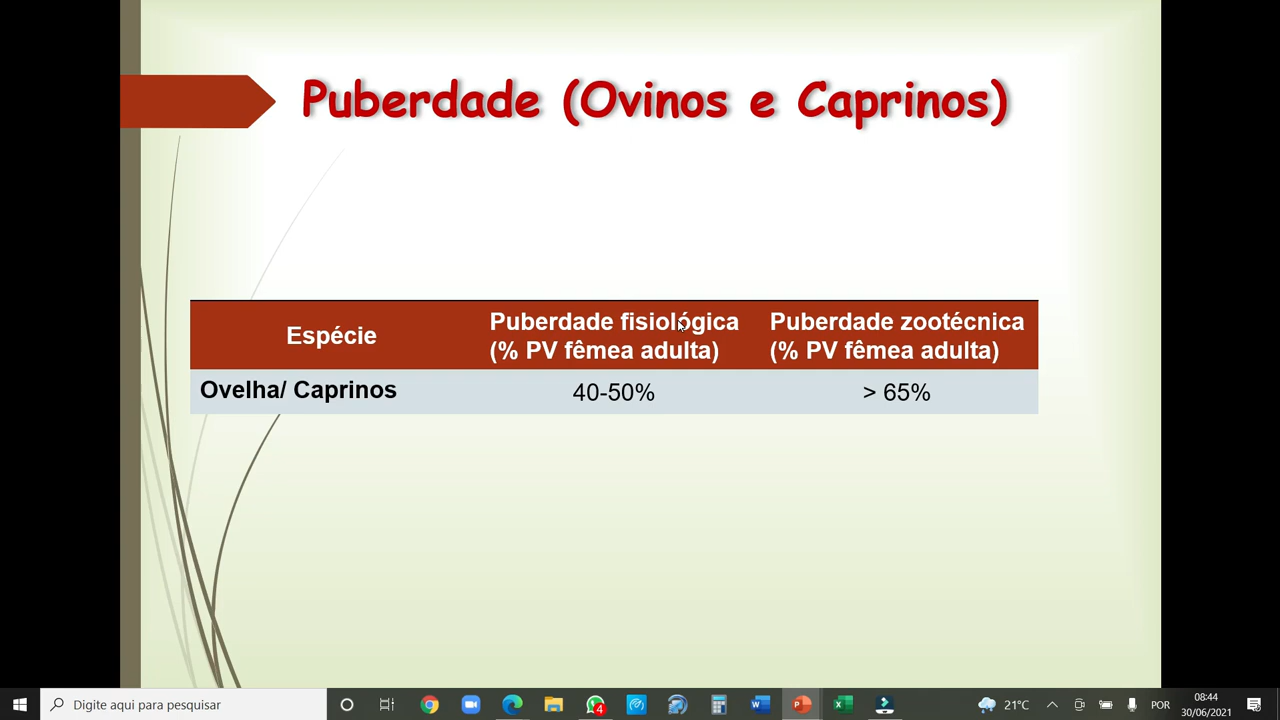 Puberdade (Ovinos e Caprinos)
Espécie
Puberdade fisiológica
(% PV fêmea adulta)
Puberdade zootécnica
(% PV fêmea adulta)
Ovelha/ Caprinos
40-50%
> 65%
Digite aqui para pesquisar
4
21°C
POR
08:44
30/06/2021